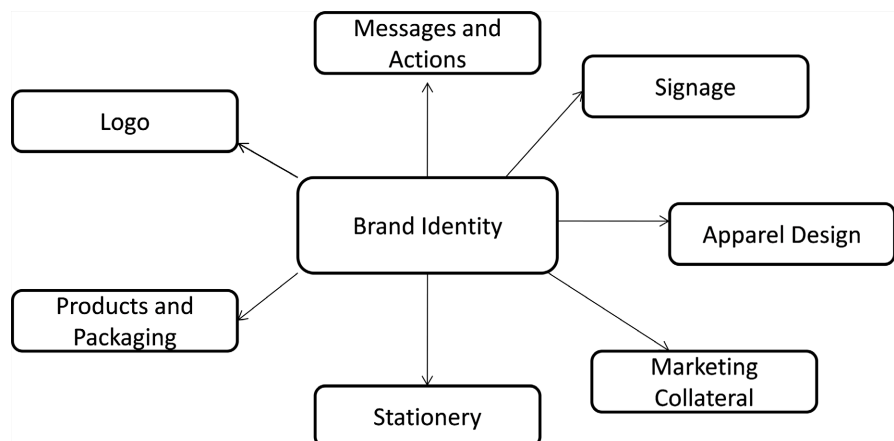 Messages and
Actions
Signage
Logo
Brand Identity
Apparel Design
Products and
Packaging
Marketing
Collateral
Stationery